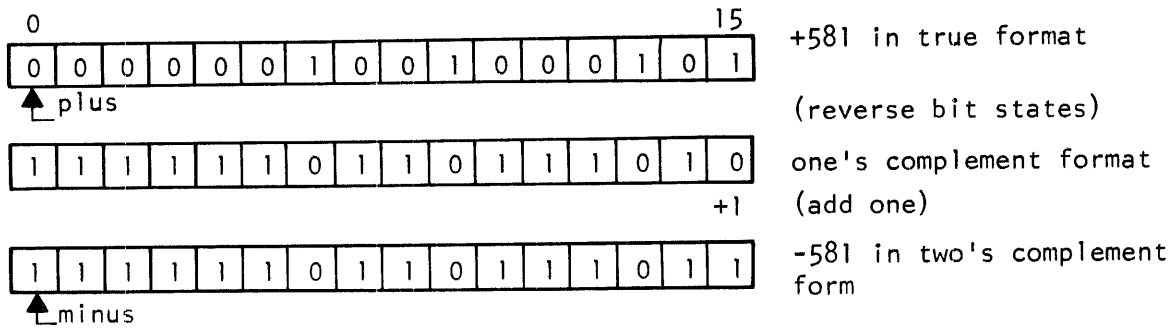 0 15
+581 in true format
0 0 0 0 0 0 1 0 0 1 0 0 0 1 0 1
plus
(reverse bit states)
1 1 1 1 1 1 0 1 1 0 1 1 1 0 1 0
one's complement format
+1
(add one)
1 1 1 1 1 1 0 1 1 0 1 1 1 0 1 1
-581 in two's complement
form
minus